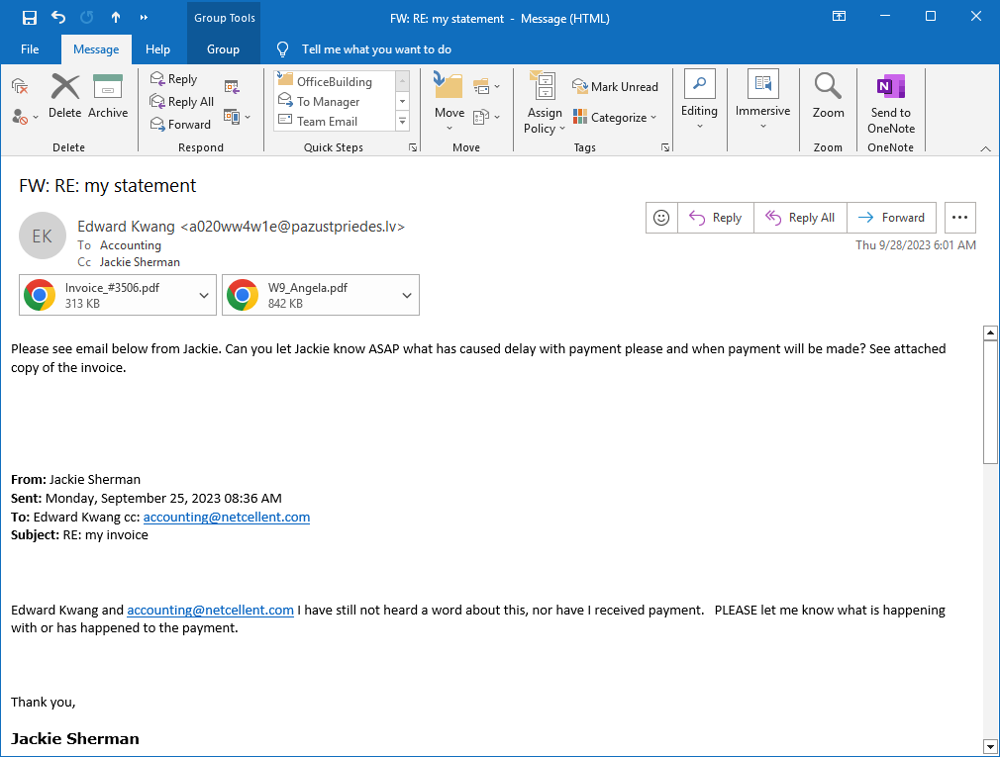 Group Tools
FW: RE: my statement - Message (HTML)
File Message Help Group Tell me what you want to do
Delete Archive
Reply
Reply All
Forward
OfficeBuilding
To Manager
Team Email
Move
Assign Policy
Mark Unread
Categorize
Editing
Immersive
Zoom
Send to OneNote
Delete Respond Quick Steps Move Tags Zoom OneNote
FW: RE: my statement
EK
Edward Kwang <a020ww4w1e@pazustpriedes.lv>
To Accounting
Cc Jackie Sherman
Reply Reply All Forward
Thu 9/28/2023 6:01 AM
Invoice_#3506.pdf
313 KB
W9_Angela.pdf
842 KB
Please see email below from Jackie. Can you let Jackie know ASAP what has caused delay with payment please and when payment will be made? See attached
copy of the invoice.
From: Jackie Sherman
Sent: Monday, September 25, 2023 08:36 AM
To: Edward Kwang cc: accounting@netcellent.com
Subject: RE: my invoice
Edward Kwang and accounting@netcellent.com I have still not heard a word about this, nor have I received payment. PLEASE let me know what is happening
with or has happened to the payment.
Thank you,
Jackie Sherman